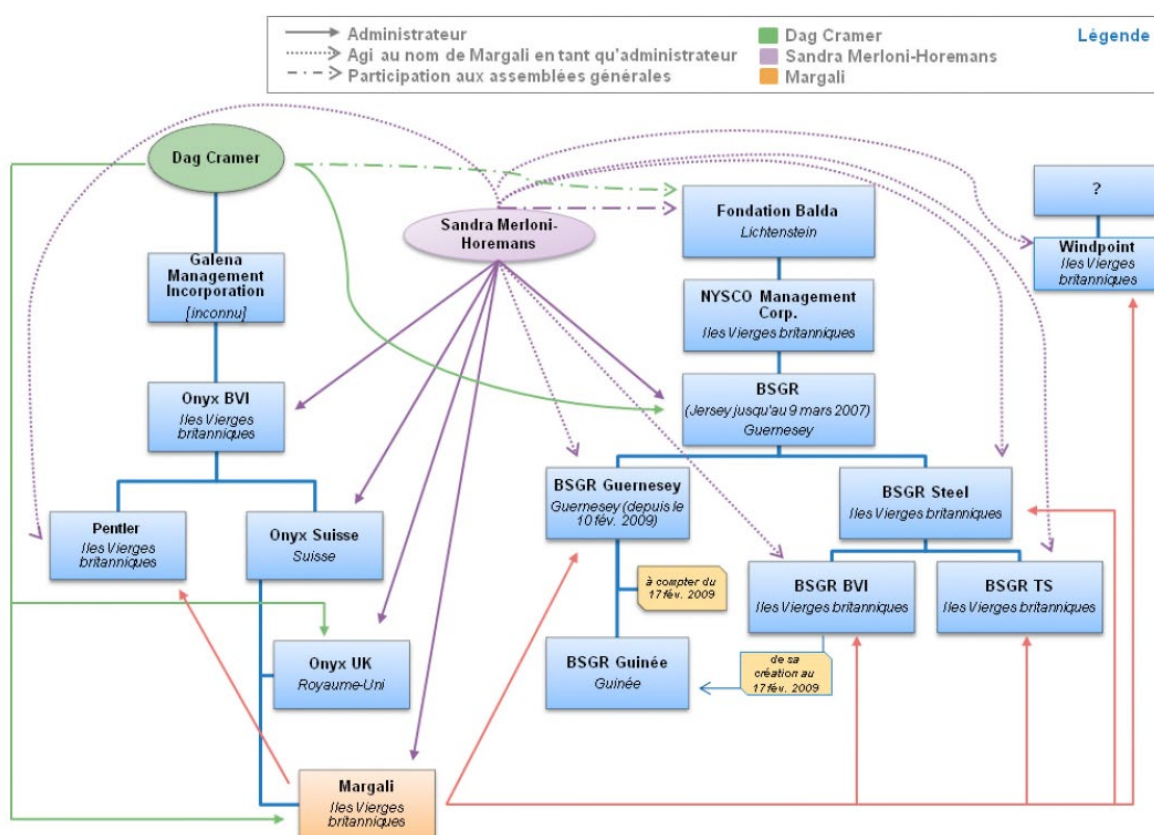 Administrateur
Agi au nom de Margali en tant qu'administrateur
Participation aux assemblées générales
Dag Cramer
Sandra Merloni-Horemans
Margali
Légende
Dag Cramer
Sandra Merloni-
Horemans
Fondation Balda
Lichtenstein
?
Windpoint
Iles Vierges
britanniques
Galena
Management
Incorporation
[inconnu]
NYSCO Management
Corp.
Iles Vierges britanniques
Onyx BVI
Iles Vierges
britanniques
BSGR
(Jersey jusqu'au 9 mars 2007)
Guernesey
BSGR Guernesey
Guernesey (depuis le
10 fév. 2009)
BSGR Steel
Iles Vierges britanniques
Pentler
Iles Vierges
britanniques
Onyx Suisse
Suisse
à compter du
17 fév. 2009
BSGR BVI
Iles Vierges britanniques
BSGR TS
Iles Vierges britanniques
Onyx UK
Royaume-Uni
BSGR Guinée
Guinée
de sa
création au
17 fév. 2009
Margali
Iles Vierges
britanniques